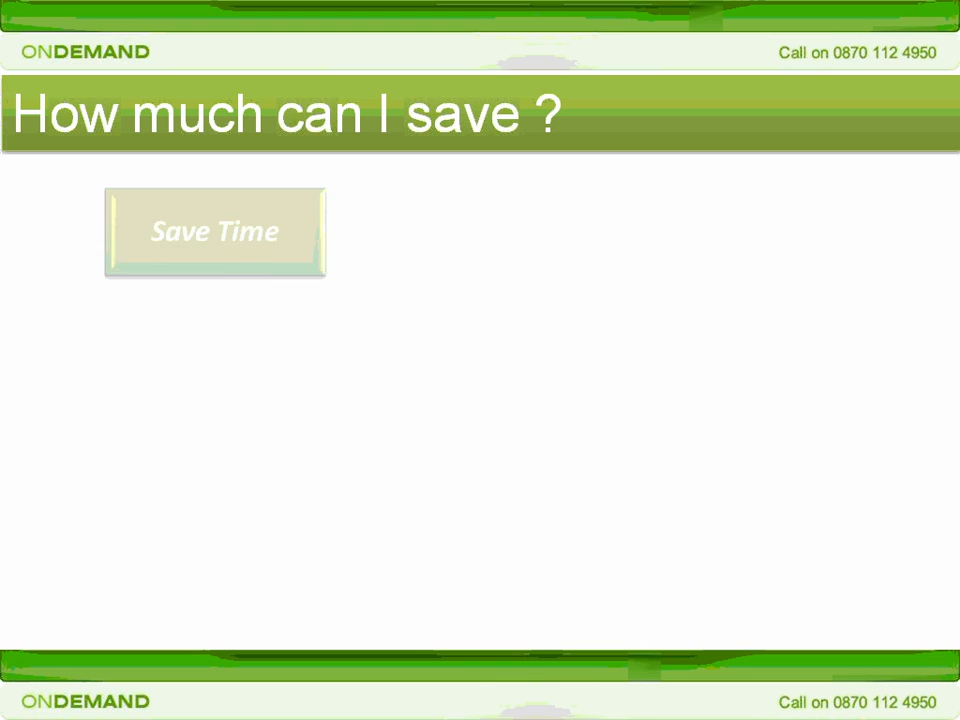 ONDEMAND
Call on 0870 112 4950
How much can I save ?
Save Time
ONDEMAND
Call on 0870 112 4950